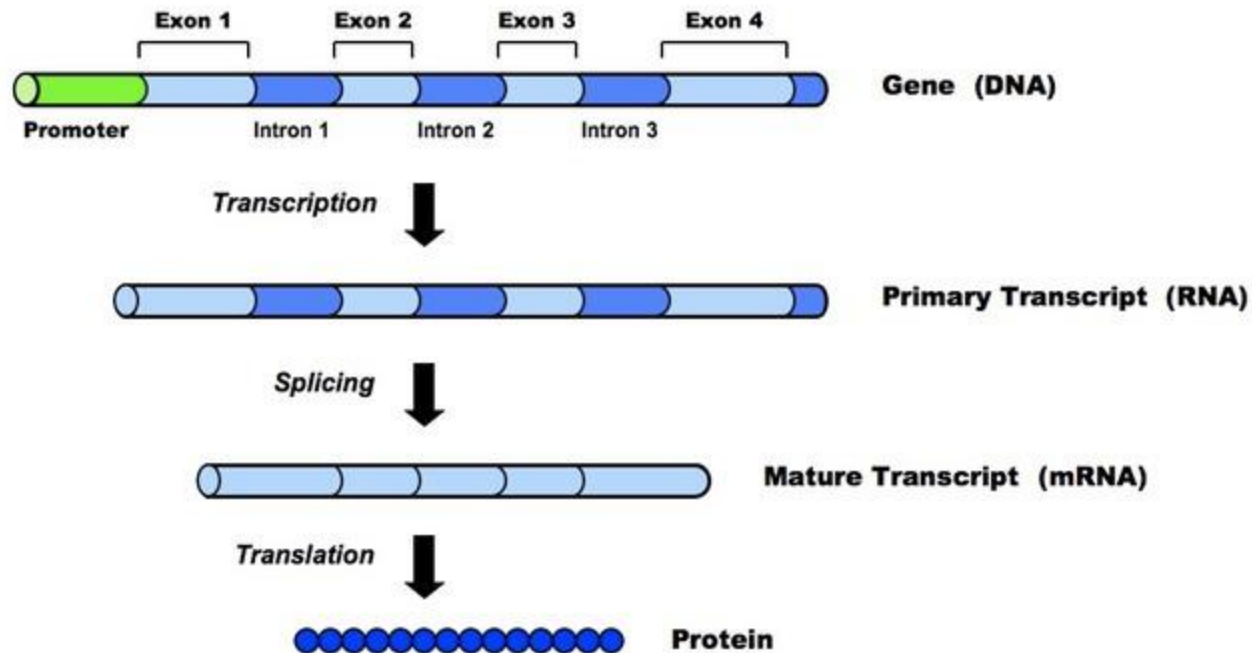 Exon 1 Exon 2 Exon 3 Exon 4
Gene (DNA)
Promoter Intron 1 Intron 2 Intron 3
Transcription
Primary Transcript (RNA)
Splicing
Mature Transcript (mRNA)
Translation
Protein